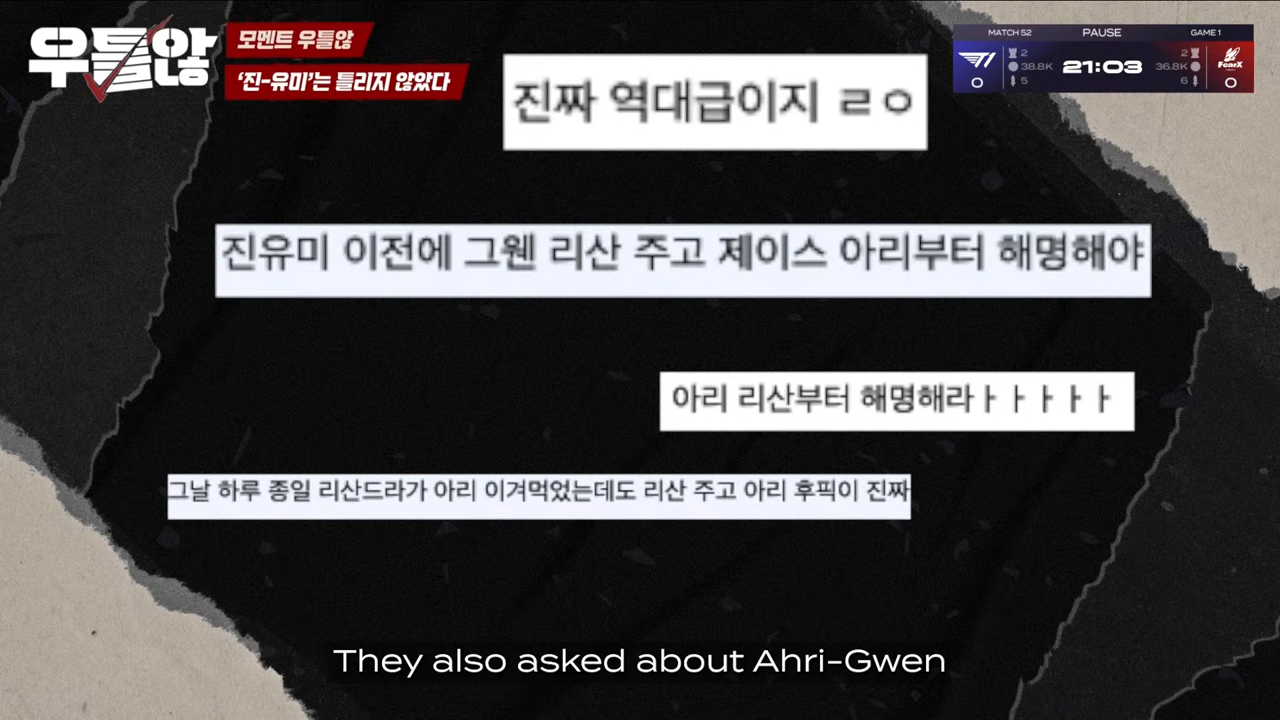 우틀않
모멘트 우틀않
'진-유미'는 틀리지 않았다
MATCH 52 PAUSE GAME 1
2 38.8K 5 0 21:03 2 36.8K 6 FearX 0
진짜 역대급이지 ㄹㅇ
진유미 이전에 그웬 리산 주고 제이스 아리부터 해명해야
아리 리산부터 해명해라ㅏㅏㅏㅏㅏ
그날 하루 종일 리산드라가 아리 이겨먹었는데도 리산 주고 아리 후픽이 진짜
They also asked about Ahri-Gwen